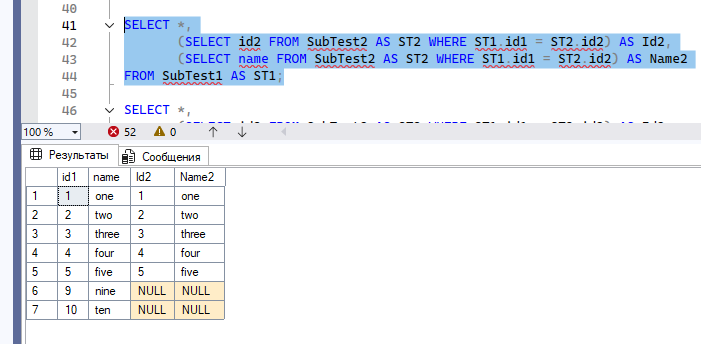 40
41 SELECT *,
42 (SELECT id2 FROM SubTest2 AS ST2 WHERE ST1.id1 = ST2.id2) AS Id2,
43 (SELECT name FROM SubTest2 AS ST2 WHERE ST1.id1 = ST2.id2) AS Name2
44 FROM SubTest1 AS ST1;
45
46 SELECT *,
100 % 52 0
Результаты Сообщения
id1 name Id2 Name2
1 1 one 1 one
2 2 two 2 two
3 3 three 3 three
4 4 four 4 four
5 5 five 5 five
6 9 nine NULL NULL
7 10 ten NULL NULL